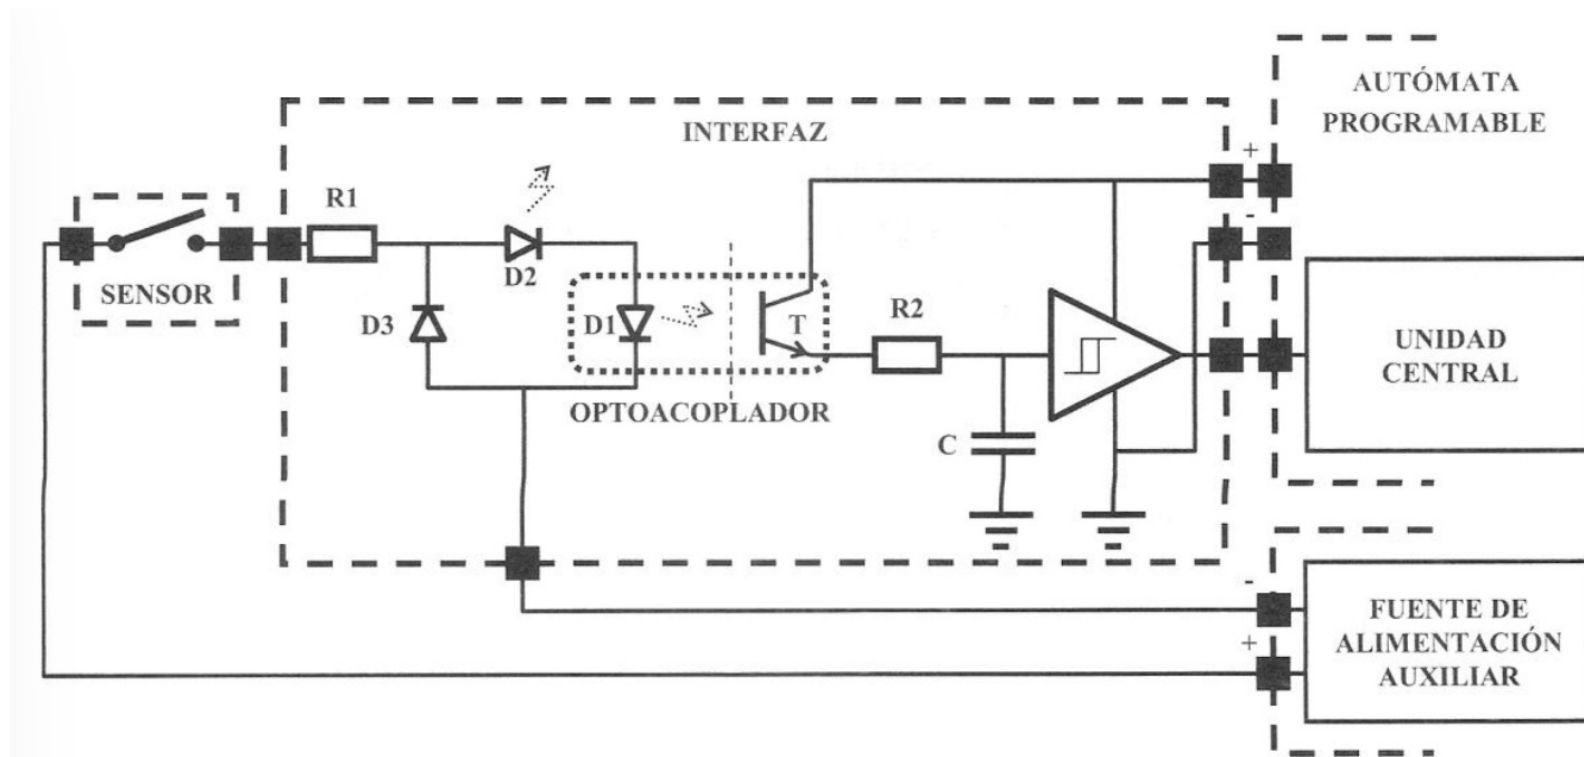 AUTÓMATA
PROGRAMABLE
INTERFAZ
+
-
R1
D2
SENSOR
D3
D1
T
R2
OPTOACOPLADOR
C
UNIDAD
CENTRAL
-
+
FUENTE DE
ALIMENTACIÓN
AUXILIAR